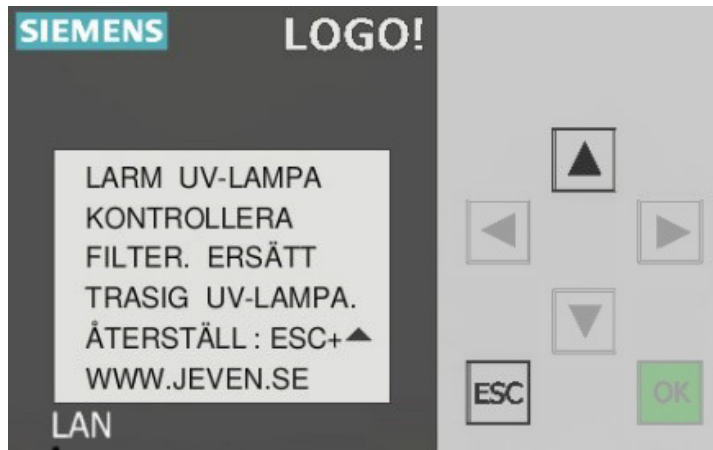 SIEMENS LOGO!
LARM UV-LAMPA
KONTROLLERA
FILTER. ERSÄTT
TRASIG UV-LAMPA.
ÅTERSTÄLL : ESC+▲
WWW.JEVEN.SE
LAN
ESC OK